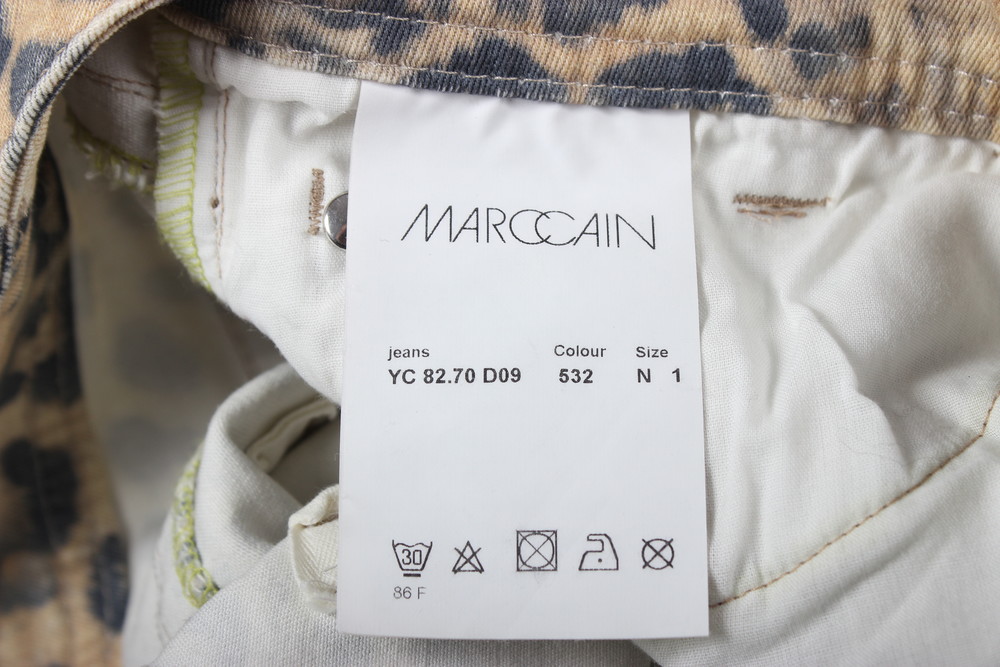 MARCCAIN
jeans Colour Size
YC 82.70 D09 532 N 1
30
86 F